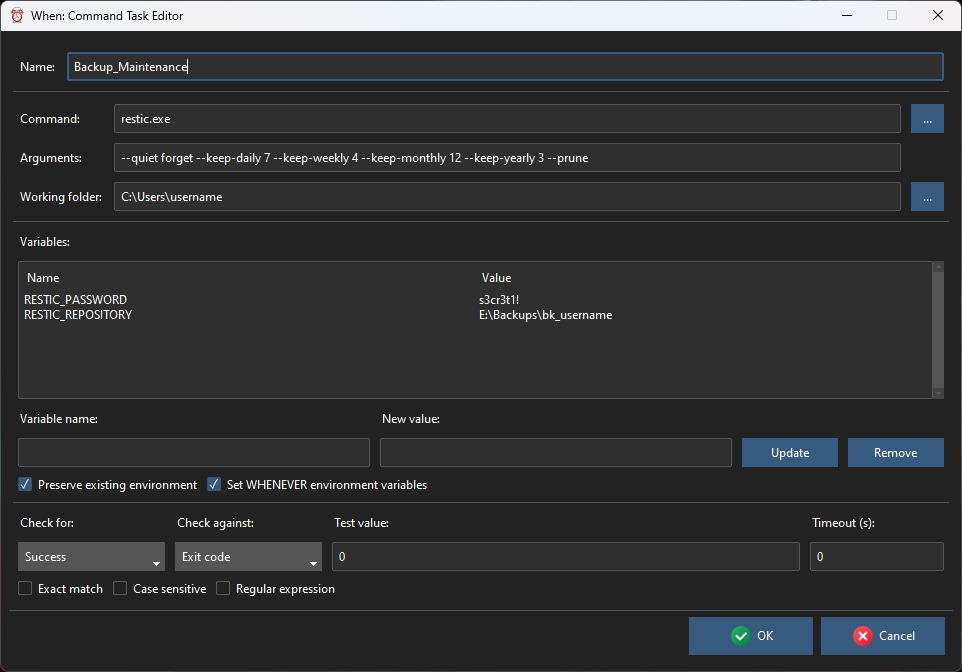 When: Command Task Editor
Name: Backup_Maintenance
Command: restic.exe ...
Arguments: --quiet forget --keep-daily 7 --keep-weekly 4 --keep-monthly 12 --keep-yearly 3 --prune
Working folder: C:\Users\username ...
Variables:
Name Value
RESTIC_PASSWORD s3cr3t1!
RESTIC_REPOSITORY E:\Backups\bk_username
Variable name: New value:
Update Remove
Preserve existing environment Set WHENEVER environment variables
Check for: Check against: Test value: Timeout (s):
Success Exit code 0 0
Exact match Case sensitive Regular expression
OK Cancel